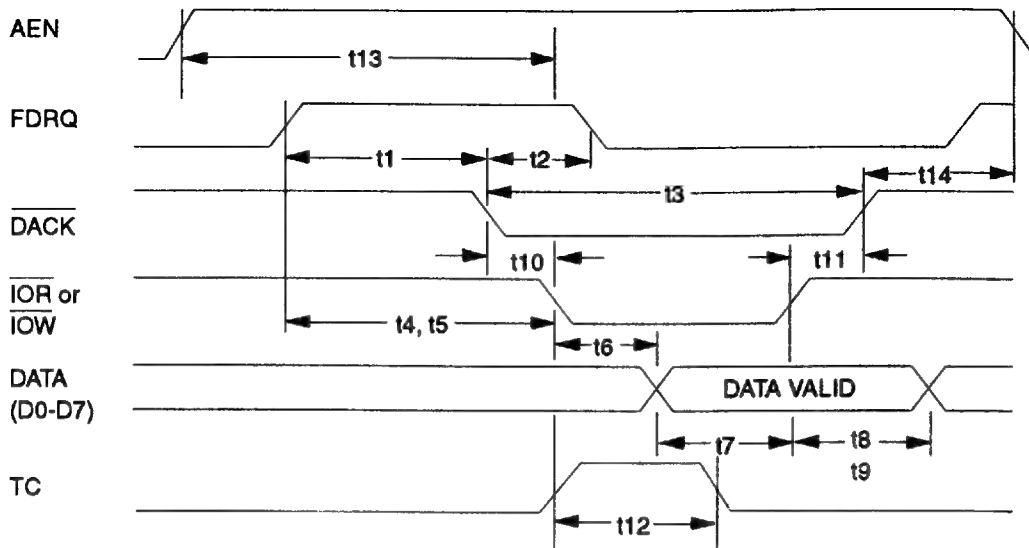 AEN
t13
FDRQ
t1
t2
t14
t3
DACK
t10
t11
IOR or
IOW
t4, t5
t6
DATA
(D0-D7)
DATA VALID
t7
t8
t9
TC
t12